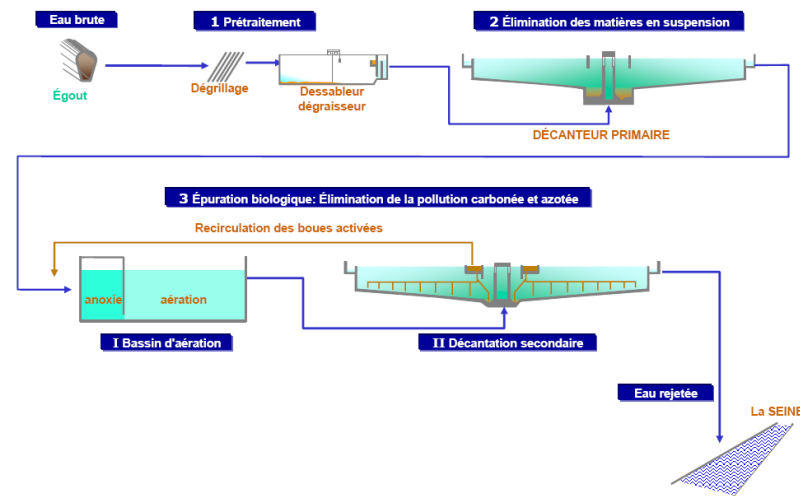 Eau brute
1 Prétraitement
2 Élimination des matières en suspension
Égout
Dégrillage
Dessableur
dégraisseur
DÉCANTEUR PRIMAIRE
3 Épuration biologique: Élimination de la pollution carbonée et azotée
Recirculation des boues activées
anoxie
aération
I Bassin d'aération
II Décantation secondaire
Eau rejetée
La SEINE